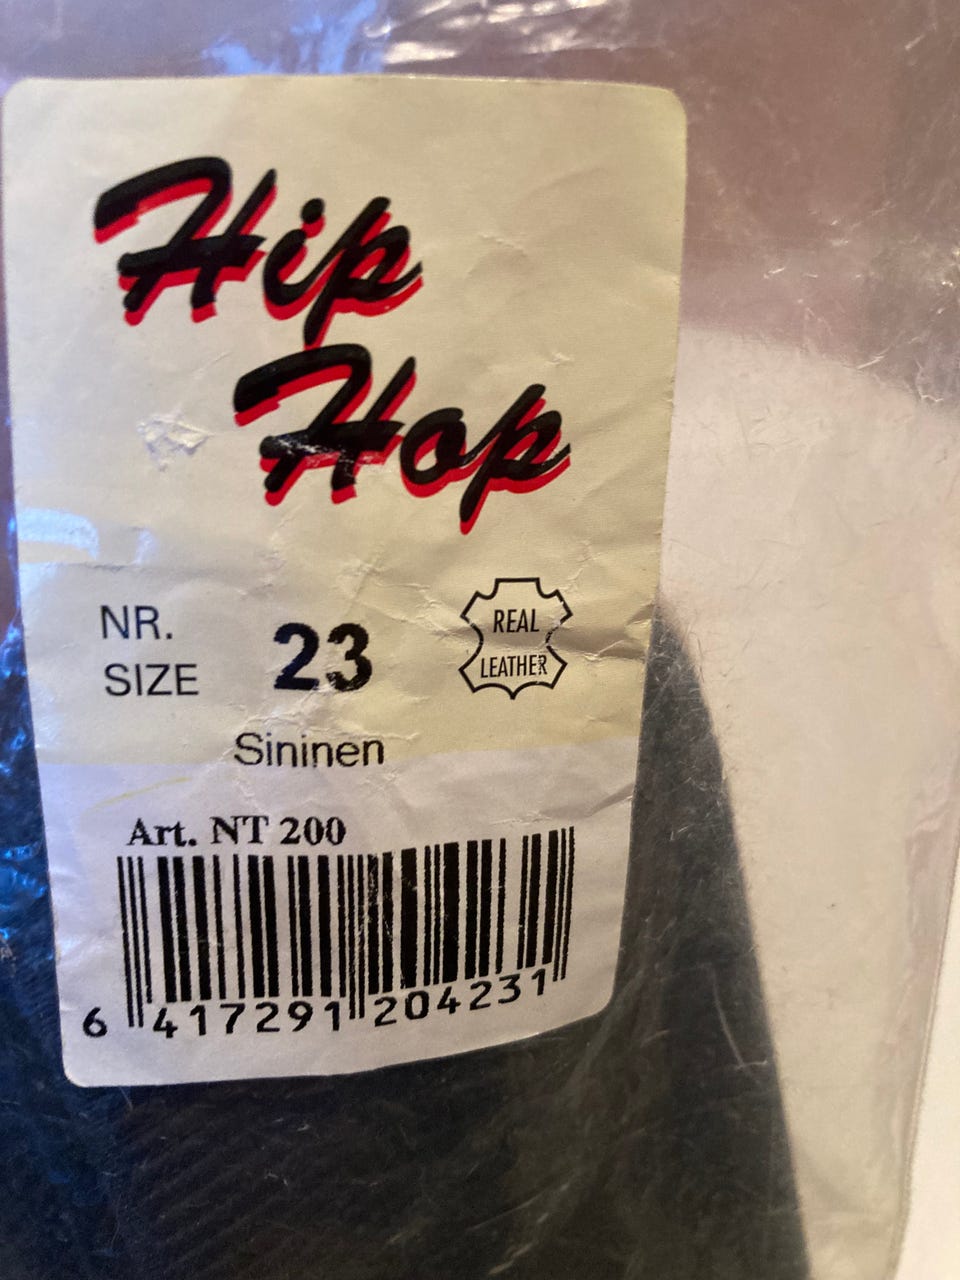 Hip
Hop
NR.
SIZE
23
REAL
LEATHER
Sininen
Art. NT 200
6 417291 204231